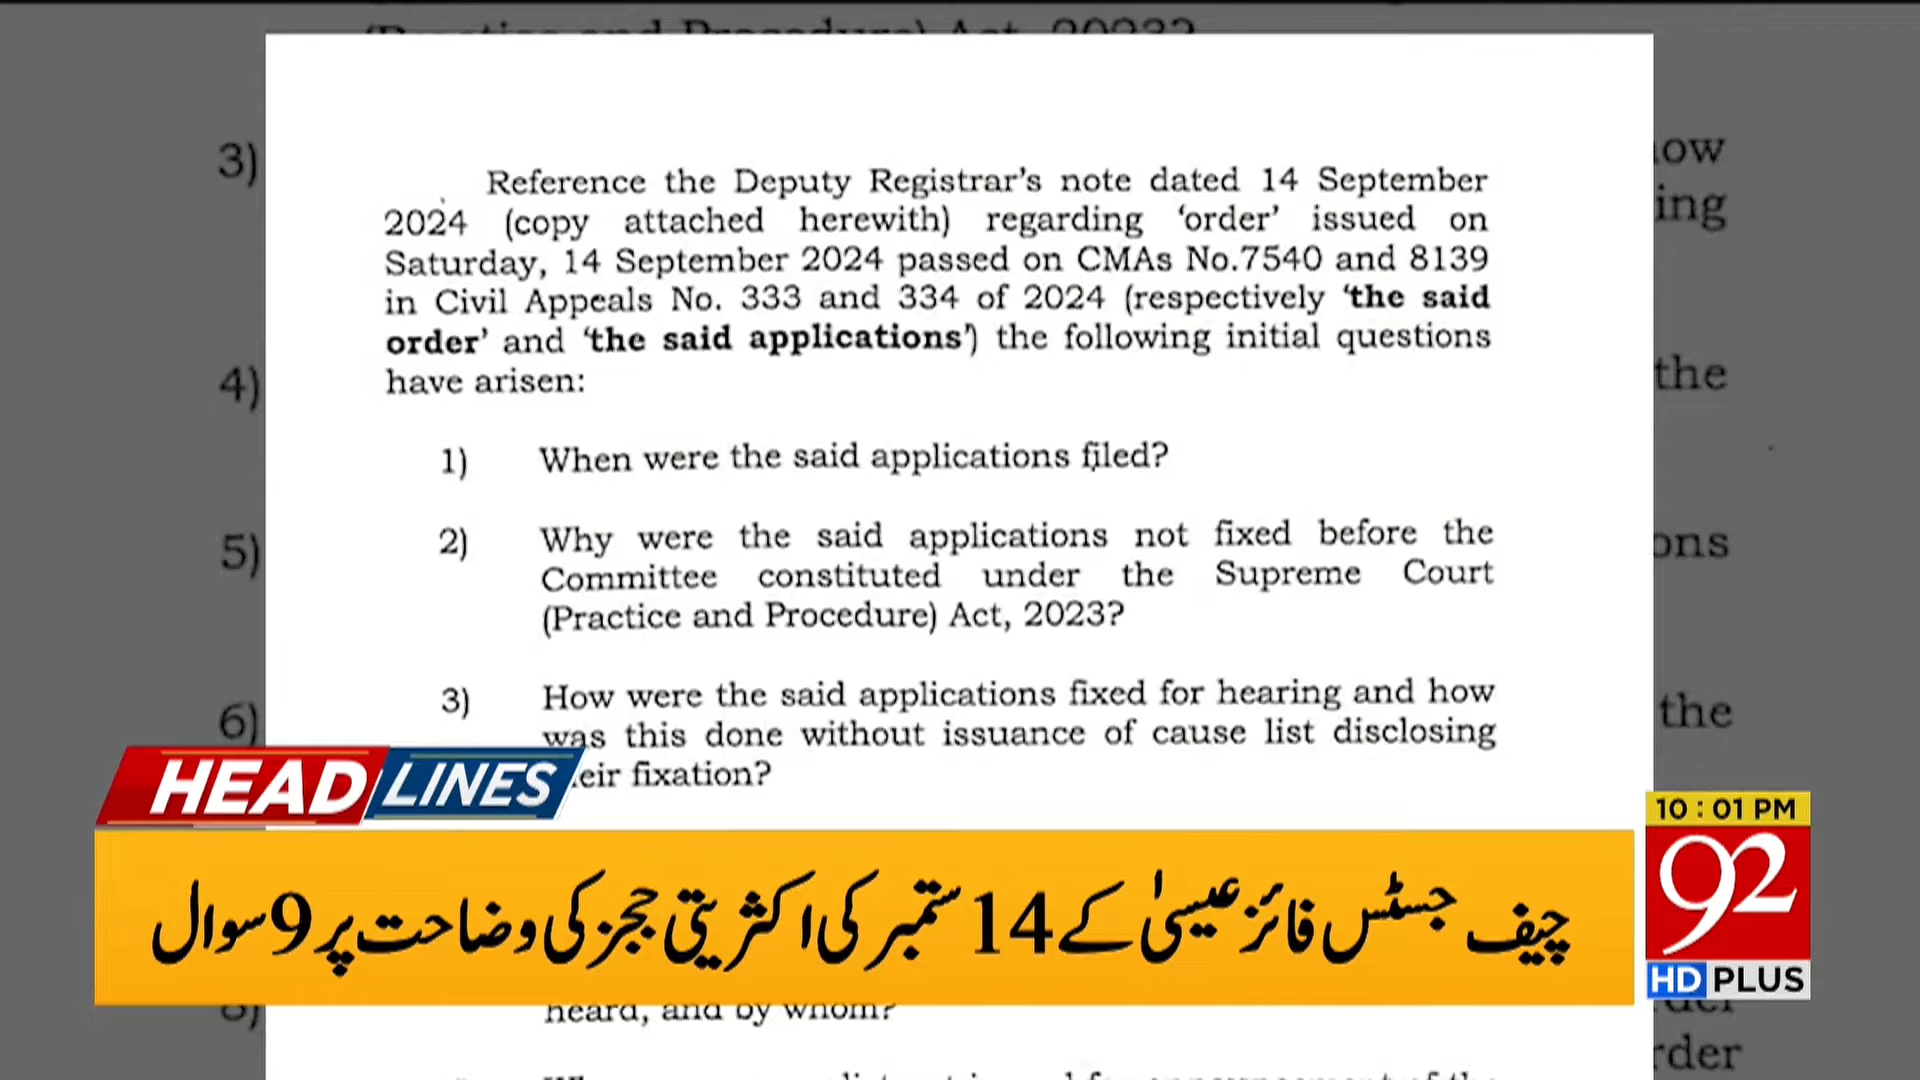 (Practice and Procedure) Act, 2023?
Reference the Deputy Registrar's note dated 14 September
2024 (copy attached herewith) regarding 'order' issued on
Saturday, 14 September 2024 passed on CMAs No.7540 and 8139
in Civil Appeals No. 333 and 334 of 2024 (respectively 'the said
order' and 'the said applications') the following initial questions
have arisen:
1) When were the said applications filed?
2) Why were the said applications not fixed before the
Committee constituted under the Supreme Court
(Practice and Procedure) Act, 2023?
3) How were the said applications fixed for hearing and how
was this done without issuance of cause list disclosing
eir fixation?
heard, and by whom?
3)
4)
5)
6)
8)
ow
ing
the
ons
the
rder
HEADLINES
چیف جسٹس فائز عیسیٰ کے 14 ستمبر کی اکثریتی ججز کی وضاحت پر 9 سوال
10:01 PM
92
HD PLUS